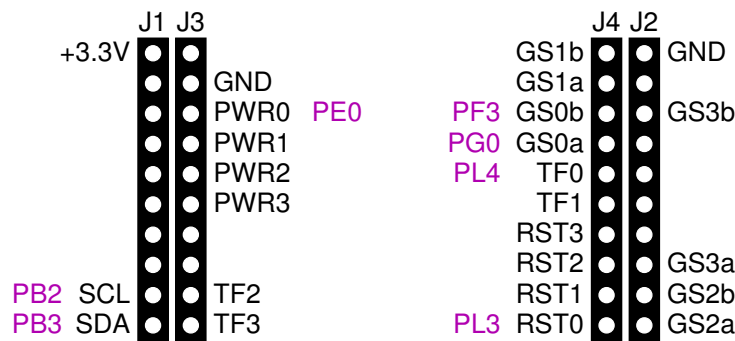 J1 J3 J4 J2
+3.3V GS1b GND
GND GS1a
PWR0 PE0 PF3 GS0b GS3b
PWR1 PG0 GS0a
PWR2 PL4 TF0
PWR3 TF1
RST3
RST2 GS3a
PB2 SCL TF2 RST1 GS2b
PB3 SDA TF3 PL3 RST0 GS2a